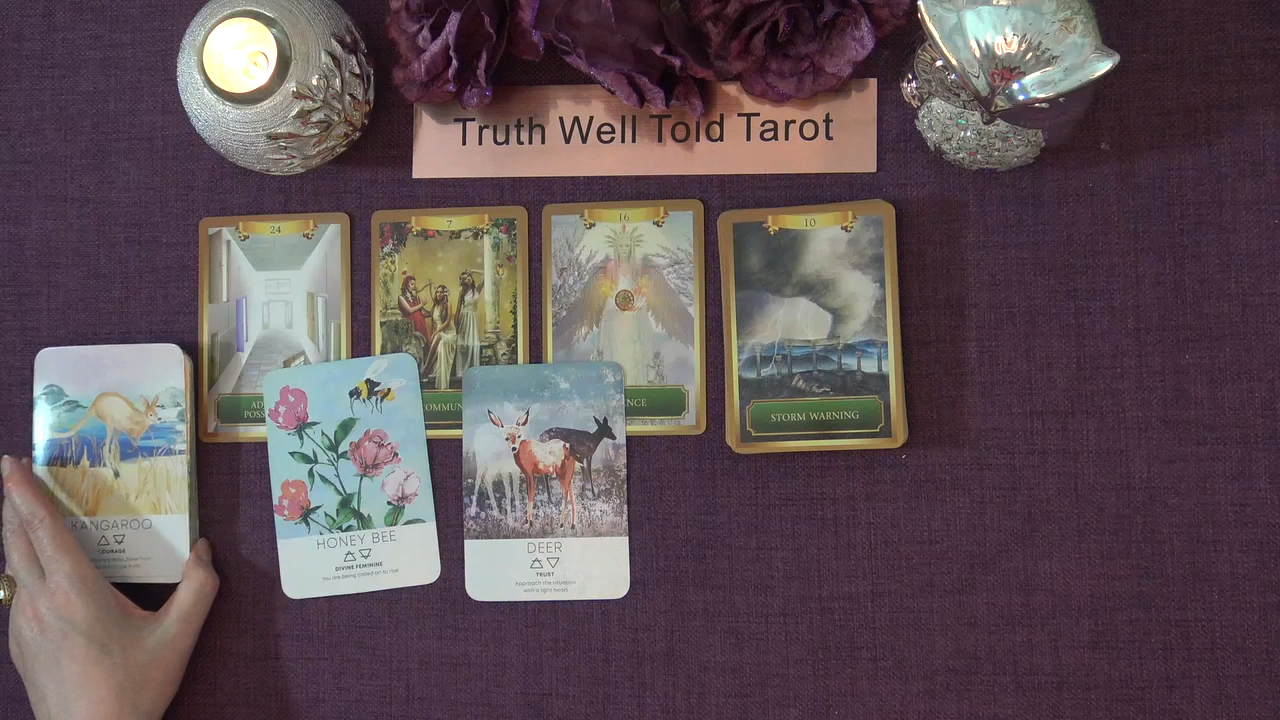 Truth Well Told Tarot
24
7
16
10
STORM WARNING
KANGAROO
HONEY BEE
DIVINE FEMININE
You are being called on to rise
DEER
TRUST
Approach the situation
with a light heart